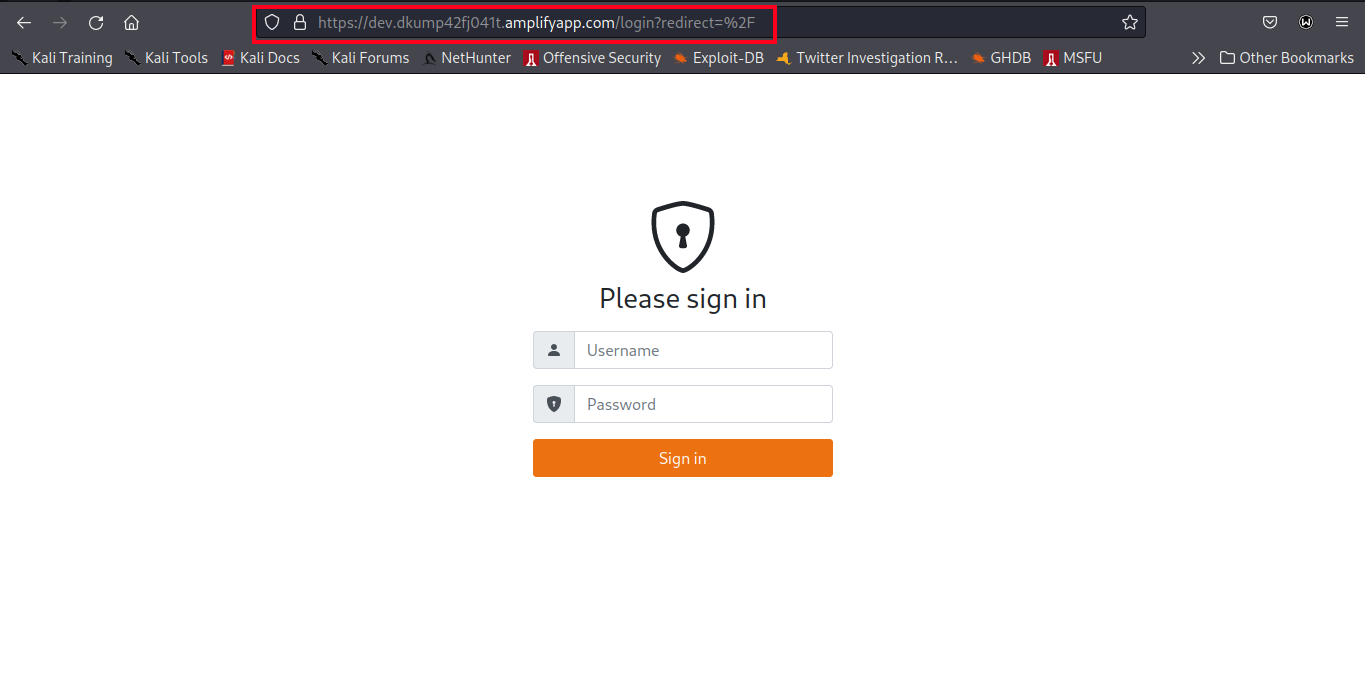 https://dev.dkump42fj041t.amplifyapp.com/login?redirect=%2F
Kali Training Kali Tools Kali Docs Kali Forums NetHunter Offensive Security Exploit-DB Twitter Investigation R… GHDB MSFU Other Bookmarks
Please sign in
Username
Password
Sign in